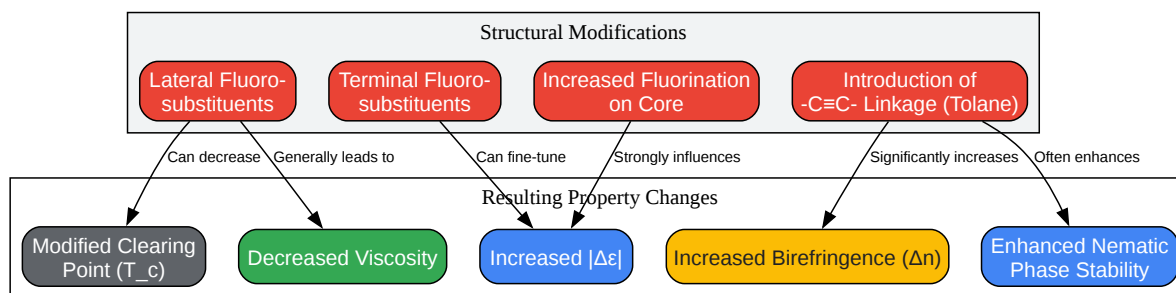 Structural Modifications
Lateral Fluoro-
substituents
Terminal Fluoro-
substituents
Increased Fluorination
on Core
Introduction of
-C≡C- Linkage (Tolane)
Can decrease
Generally leads to
Can fine-tune
Strongly influences
Significantly increases
Often enhances
Resulting Property Changes
Modified Clearing
Point (T_c)
Decreased Viscosity
Increased |Δε|
Increased Birefringence (Δn)
Enhanced Nematic
Phase Stability